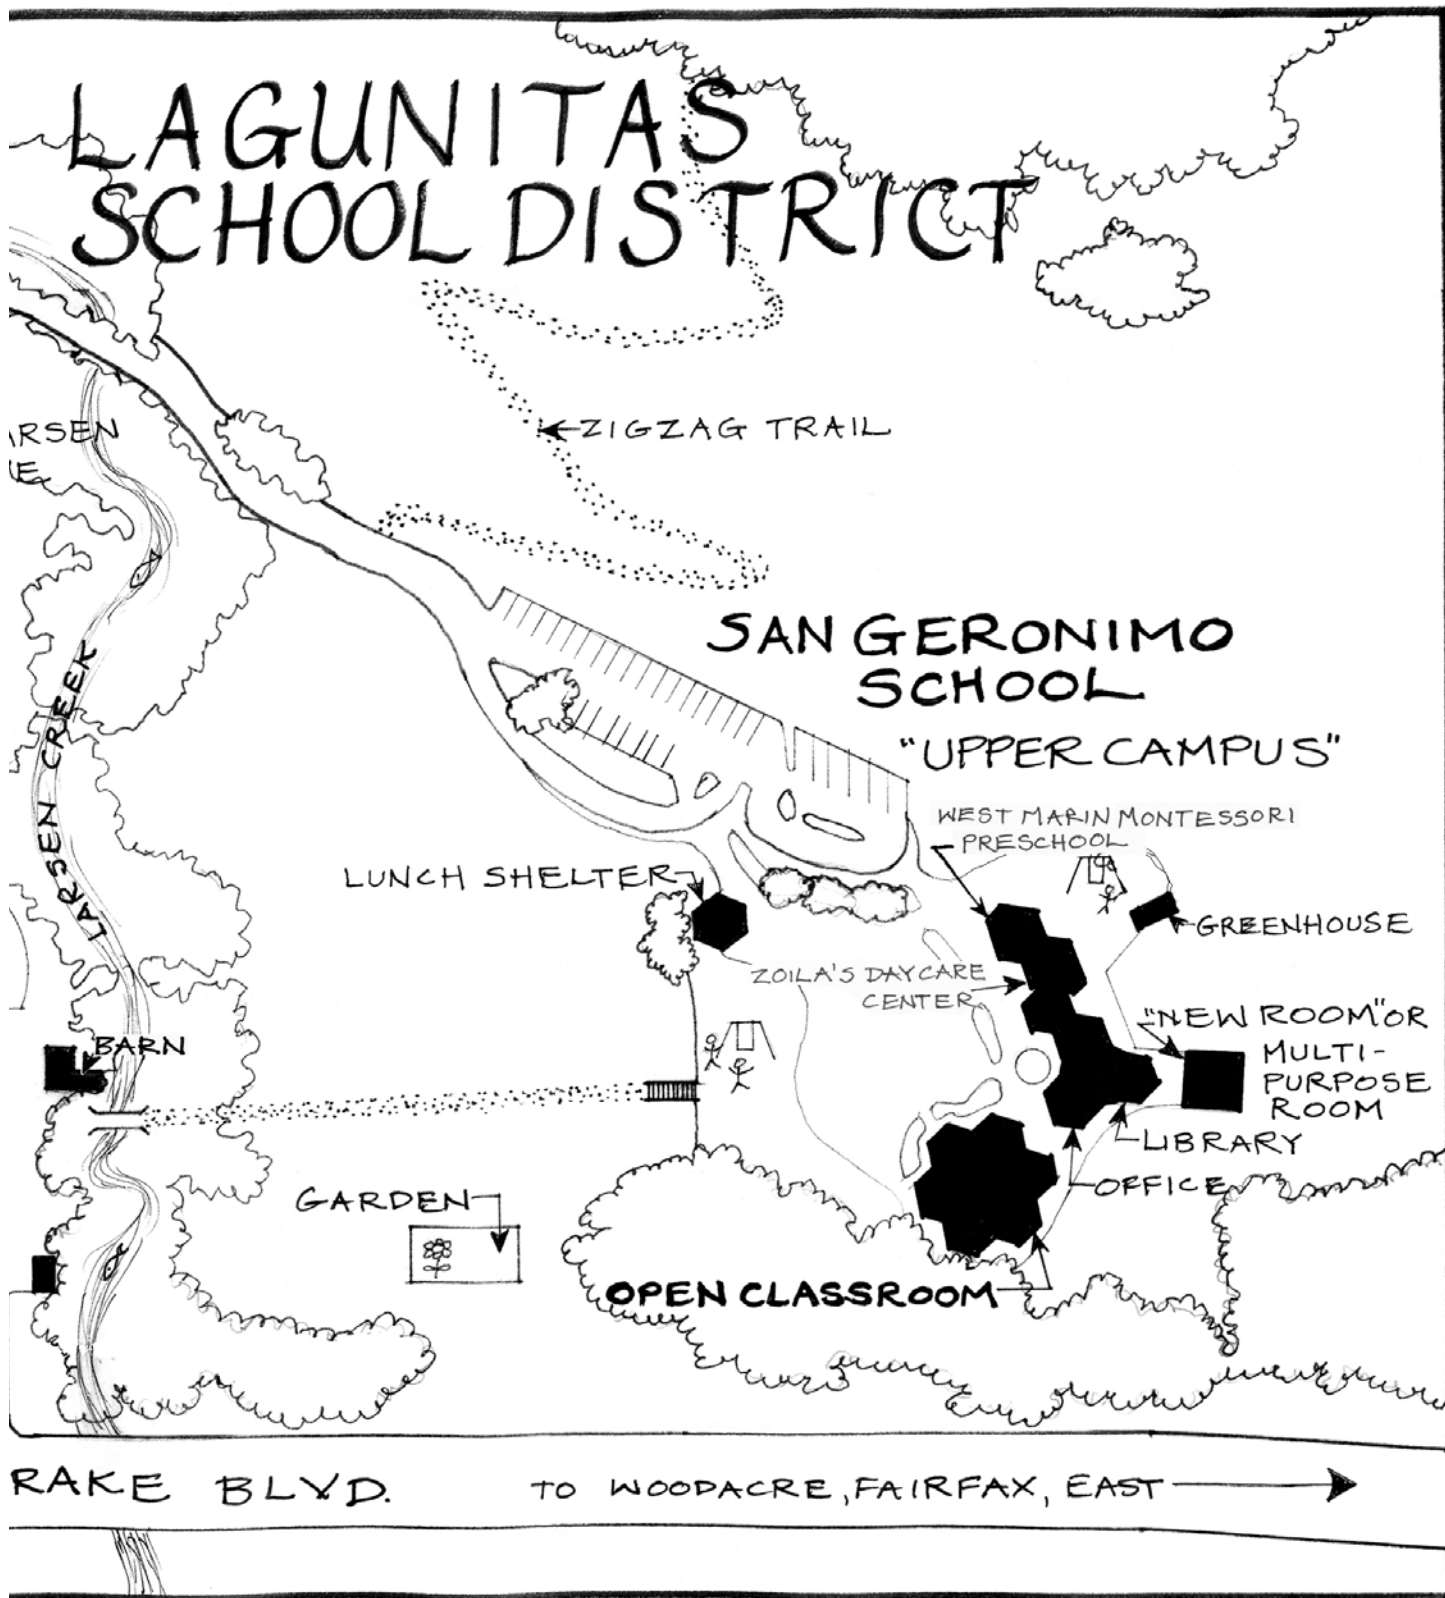 LAGUNITAS
SCHOOL DISTRICT
ARSEN
ZIGZAG TRAIL
SAN GERONIMO
SCHOOL
"UPPER CAMPUS"
LARSEN CREEK
WEST MARIN MONTESSORI
PRESCHOOL
LUNCH SHELTER
GREENHOUSE
ZOILA'S DAYCARE
CENTER
"NEW ROOM" OR
MULTI-
PURPOSE
ROOM
BARN
LIBRARY
OFFICE
GARDEN
OPEN CLASSROOM
RAKE BLVD.
TO WOODACRE, FAIRFAX, EAST